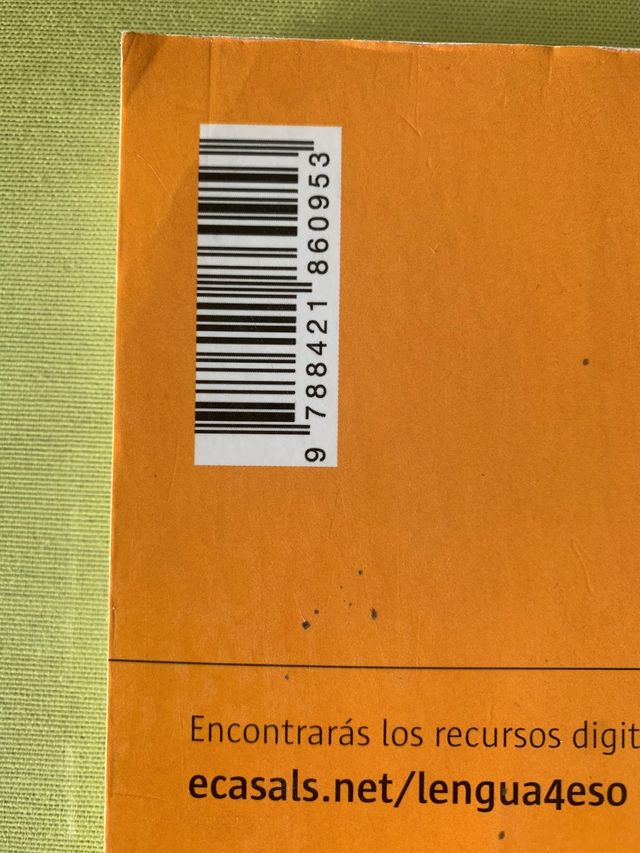 9 788421 860953
Encontrarás los recursos digit
ecasals.net/lengua4eso